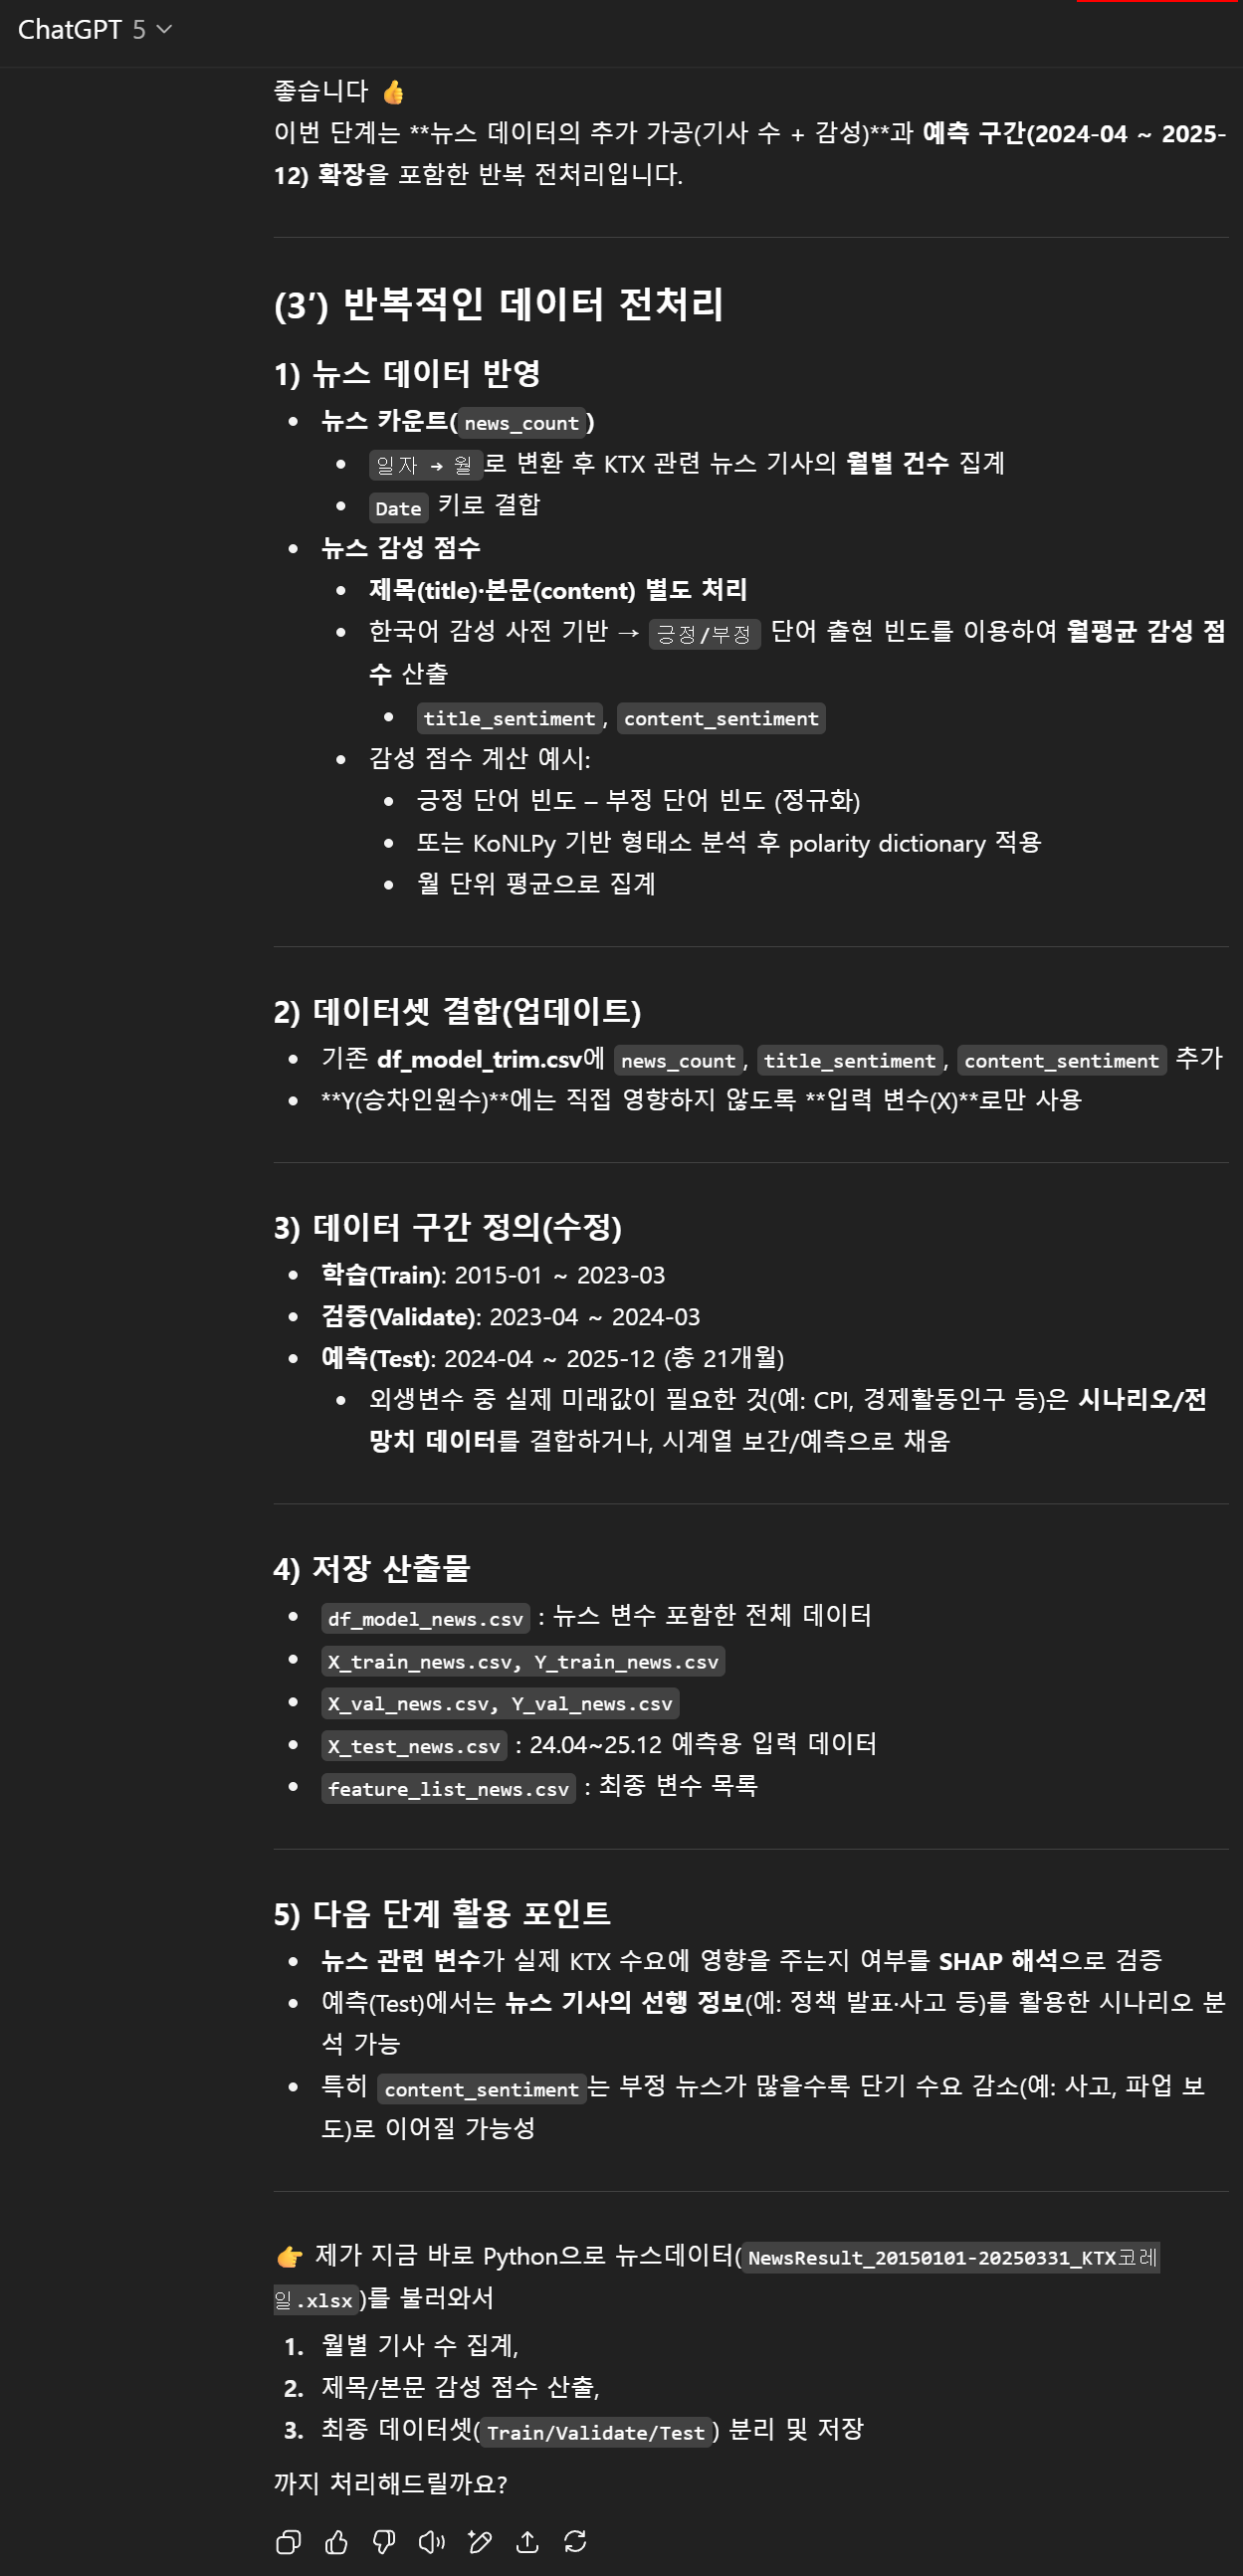 ChatGPT 5
좋습니다 👍
이번 단계는 **뉴스 데이터의 추가 가공(기사 수 + 감성)**과 예측 구간(2024-04 ~ 2025-
12) 확장을 포함한 반복 전처리입니다.
(3′) 반복적인 데이터 전처리
1) 뉴스 데이터 반영
• 뉴스 카운트(news_count)
• 일자 → 월로 변환 후 KTX 관련 뉴스 기사의 월별 건수 집계
• Date 키로 결합
• 뉴스 감성 점수
• 제목(title)·본문(content) 별도 처리
• 한국어 감성 사전 기반 → 긍정/부정 단어 출현 빈도를 이용하여 월평균 감성 점
수 산출
• title_sentiment, content_sentiment
• 감성 점수 계산 예시:
• 긍정 단어 빈도 – 부정 단어 빈도 (정규화)
• 또는 KoNLPy 기반 형태소 분석 후 polarity dictionary 적용
• 월 단위 평균으로 집계
2) 데이터셋 결합(업데이트)
• 기존 df_model_trim.csv에 news_count, title_sentiment, content_sentiment 추가
• **Y(승차인원수)**에는 직접 영향하지 않도록 **입력 변수(X)**로만 사용
3) 데이터 구간 정의(수정)
• 학습(Train): 2015-01 ~ 2023-03
• 검증(Validate): 2023-04 ~ 2024-03
• 예측(Test): 2024-04 ~ 2025-12 (총 21개월)
• 외생변수 중 실제 미래값이 필요한 것(예: CPI, 경제활동인구 등)은 시나리오/전
망치 데이터를 결합하거나, 시계열 보간/예측으로 채움
4) 저장 산출물
• df_model_news.csv : 뉴스 변수 포함한 전체 데이터
• X_train_news.csv, Y_train_news.csv
• X_val_news.csv, Y_val_news.csv
• X_test_news.csv : 24.04~25.12 예측용 입력 데이터
• feature_list_news.csv : 최종 변수 목록
5) 다음 단계 활용 포인트
• 뉴스 관련 변수가 실제 KTX 수요에 영향을 주는지 여부를 SHAP 해석으로 검증
• 예측(Test)에서는 뉴스 기사의 선행 정보(예: 정책 발표·사고 등)를 활용한 시나리오 분
석 가능
• 특히 content_sentiment는 부정 뉴스가 많을수록 단기 수요 감소(예: 사고, 파업 보
도)로 이어질 가능성
👉 제가 지금 바로 Python으로 뉴스데이터(NewsResult_20150101-20250331_KTX코레
일.xlsx)를 불러와서
1. 월별 기사 수 집계,
2. 제목/본문 감성 점수 산출,
3. 최종 데이터셋(Train/Validate/Test) 분리 및 저장
까지 처리해드릴까요?